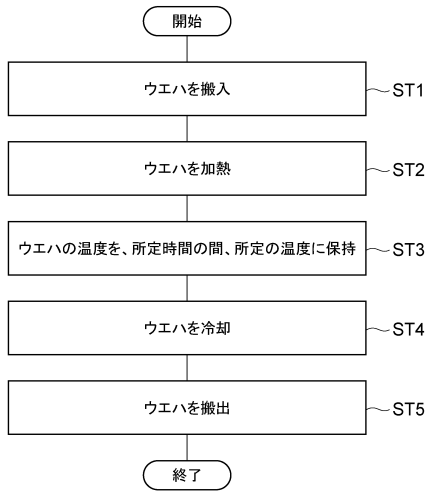 開始
ウエハを搬入
ST1
ウエハを加熱
ST2
ウエハの温度を、所定時間の間、所定の温度に保持
ST3
ウエハを冷却
ST4
ウエハを搬出
ST5
終了